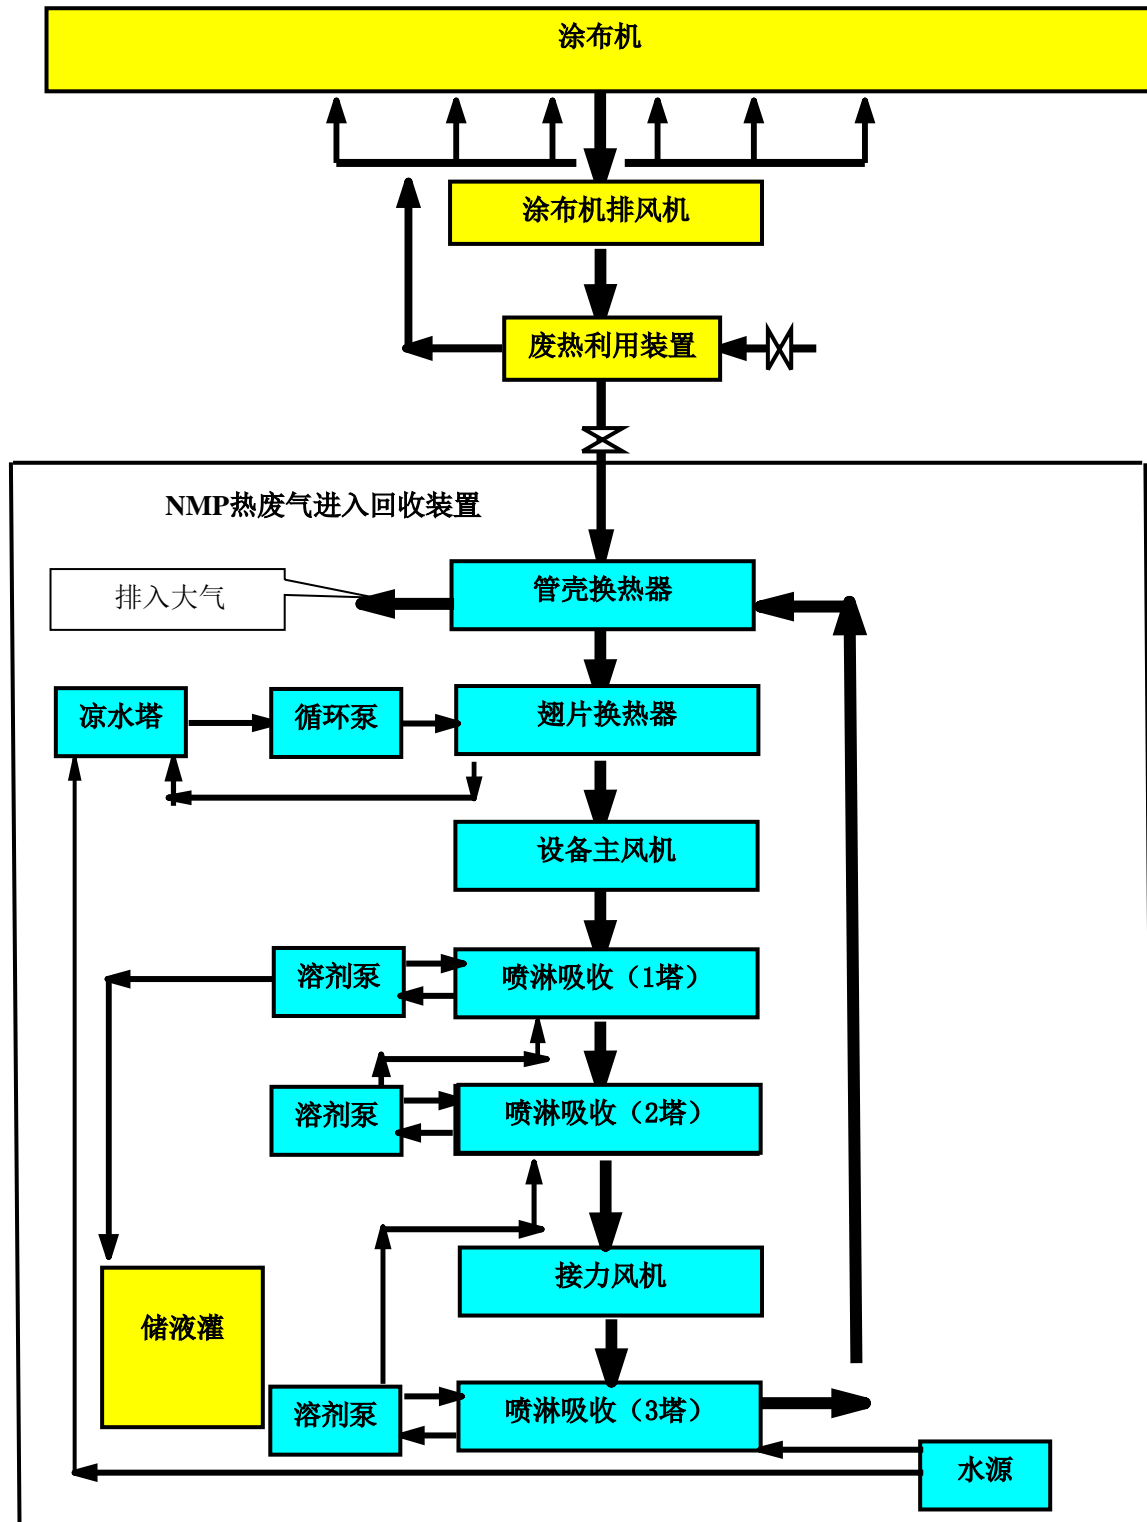 涂布机
涂布机排风机
废热利用装置
NMP热废气进入回收装置
管壳换热器
排入大气
凉水塔
循环泵
翅片换热器
设备主风机
溶剂泵
喷淋吸收（1塔）
溶剂泵
喷淋吸收（2塔）
接力风机
储液灌
溶剂泵
喷淋吸收（3塔）
水源